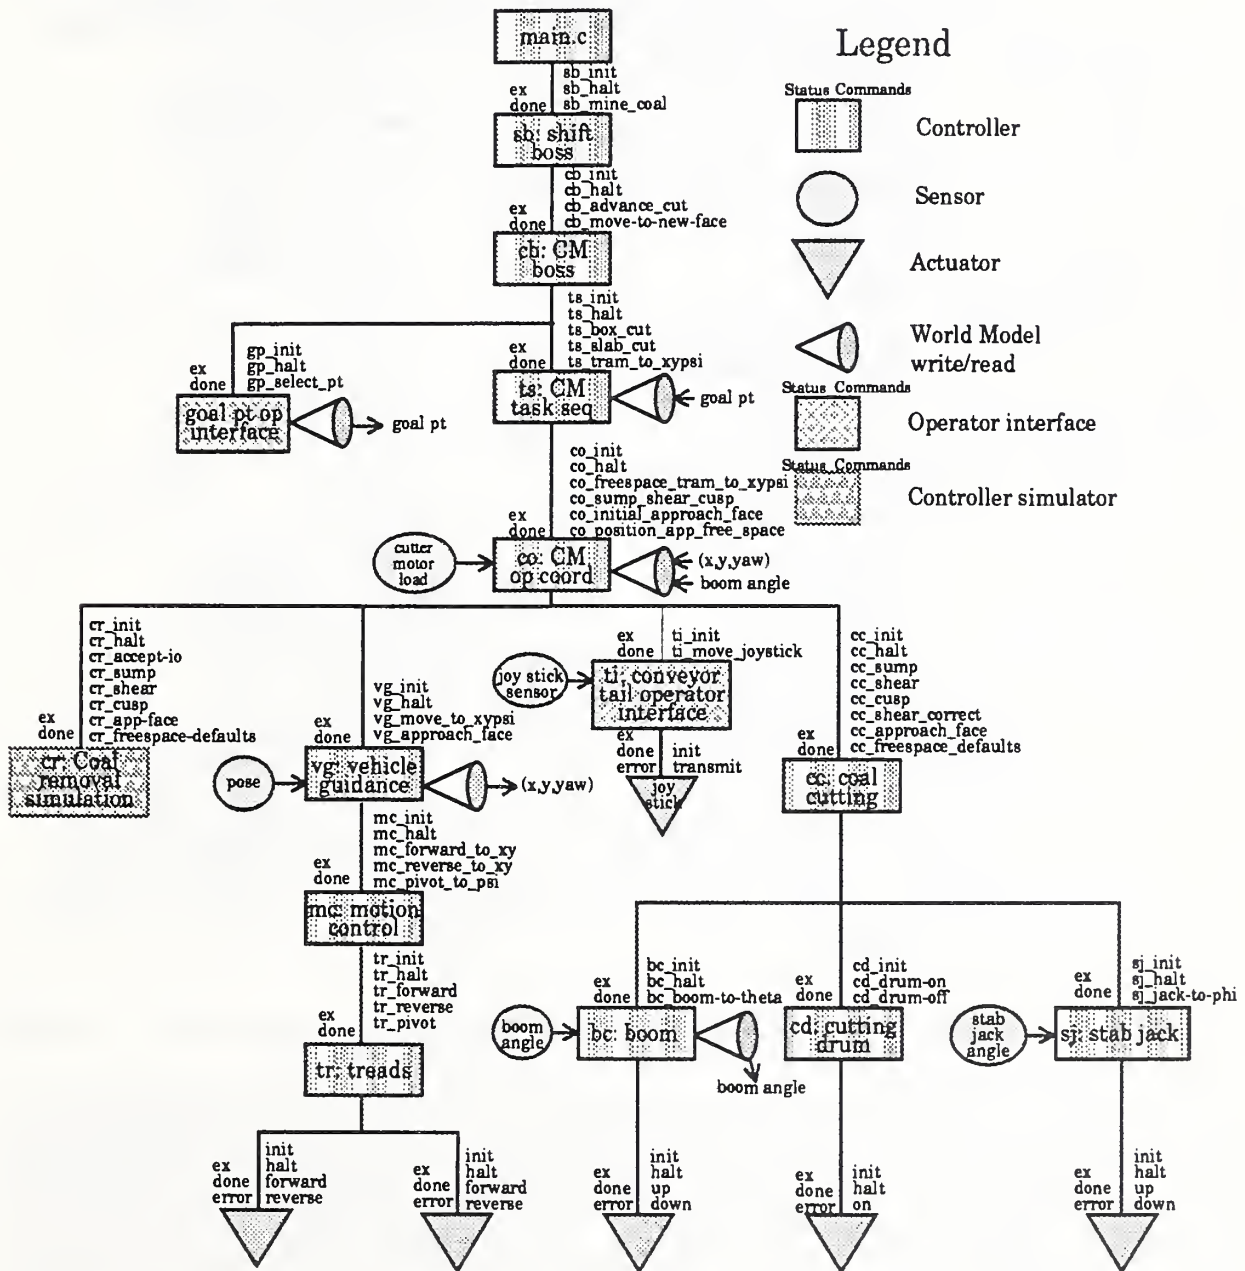 main.c
Legend
sb_init
sb_halt
sb_mine_coal
ex
done
Status Commands
Controller
sb: shift
boss
cb_init
cb_halt
cb_advance_cut
cb_move-to-new-face
ex
done
Sensor
cb: CM
boss
Actuator
ts_init
ts_halt
ts_box_cut
ts_slab_cut
ts_tram_to_xypsi
ex
done
World Model
write/read
gp_init
gp_halt
gp_select_pt
ex
done
ts: CM
task seq
goal pt
Status Commands
Operator interface
goal pt op
interface
goal pt
co_init
co_halt
co_freespace_tram_to_xypsi
co_sump_shear_cusp
co_initial_approach_face
co_position_app_free_space
ex
done
Status Commands
Controller simulator
cutter
motor
load
co: CM
op coord
(x,y,yaw)
boom angle
cr_init
cr_halt
cr_accept-io
cr_sump
cr_shear
cr_cusp
cr_app-face
cr_freespace-defaults
ex
done
vg_init
vg_halt
vg_move_to_xypsi
vg_approach_face
ex
done
ti_init
ti_move_joystick
ex
done
cc_init
cc_halt
cc_sump
cc_shear
cc_cusp
cc_shear_correct
cc_approach_face
cc_freespace_defaults
ex
done
joy stick
sensor
ti: conveyor
tail operator
interface
cr: Coal
removal
simulation
pose
vg: vehicle
guidance
(x,y,yaw)
ex
done
error
init
transmit
joy
stick
cc: coal
cutting
mc_init
mc_halt
mc_forward_to_xy
mc_reverse_to_xy
mc_pivot_to_psi
ex
done
mc: motion
control
tr_init
tr_halt
tr_forward
tr_reverse
tr_pivot
ex
done
bc_init
bc_halt
bc_boom-to-theta
ex
done
cd_init
cd_drum-on
cd_drum-off
ex
done
sj_init
sj_halt
sj_jack-to-phi
ex
done
tr: treads
boom
angle
bc: boom
boom angle
cd: cutting
drum
stab
jack
angle
sj: stab jack
ex
done
error
init
halt
forward
reverse
ex
done
error
init
halt
forward
reverse
ex
done
error
init
halt
up
down
ex
done
error
init
halt
on
ex
done
error
init
halt
up
down